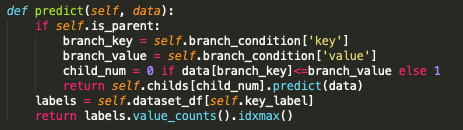 def predict(self, data):
    if self.is_parent:
        branch_key = self.branch_condition['key']
        branch_value = self.branch_condition['value']
        child_num = 0 if data[branch_key]<=branch_value else 1
        return self.childs[child_num].predict(data)
    labels = self.dataset_df[self.key_label]
    return labels.value_counts().idxmax()